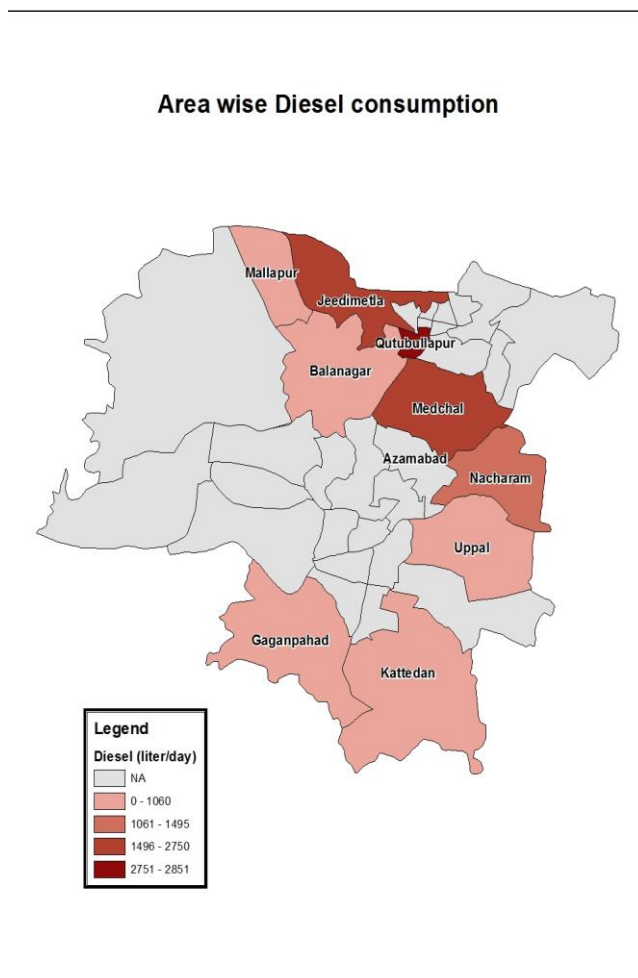 Area wise Diesel consumption
Mallapur
Jeedimetla
Qutubullapur
Balanagar
Medchal
Azamabad
Nacharam
Uppal
Gaganpahad
Kattedan
Legend
Diesel (liter/day)
NA
0 - 1060
1061 - 1495
1496 - 2750
2751 - 2851